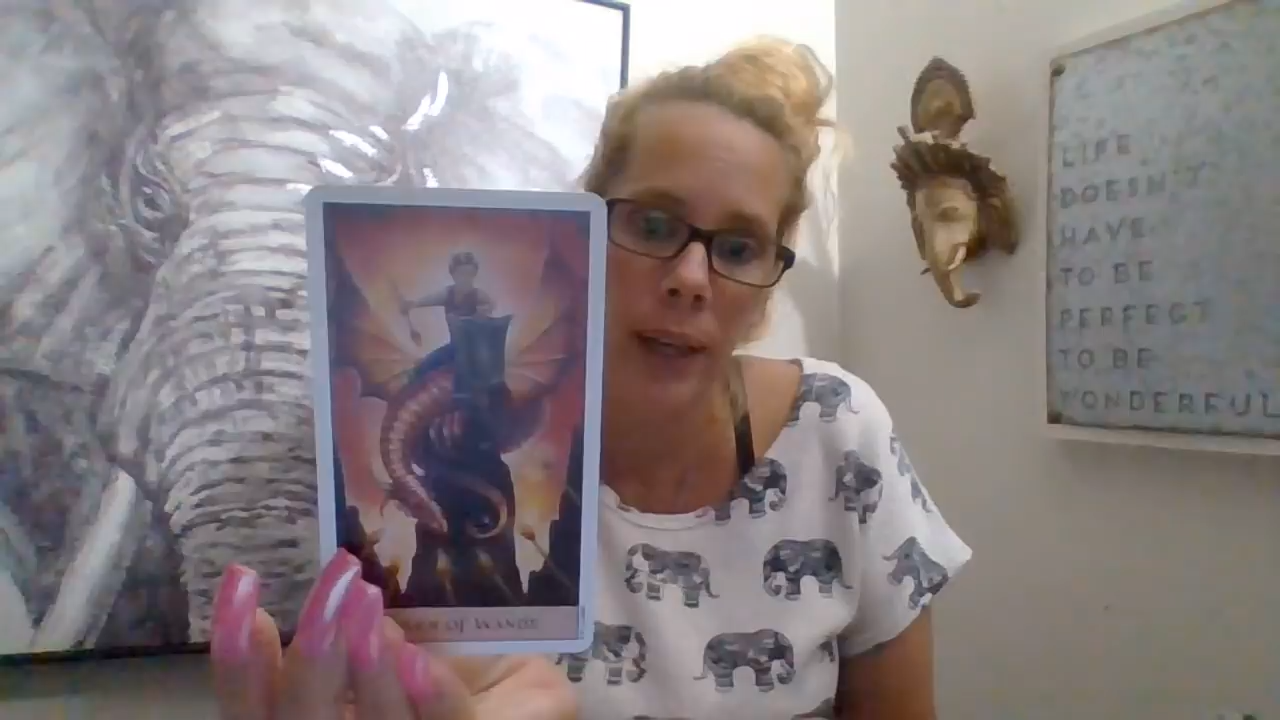 OF WANDS
LIFE
DOESN'T
HAVE
TO BE
PERFECT
TO BE
WONDERFUL